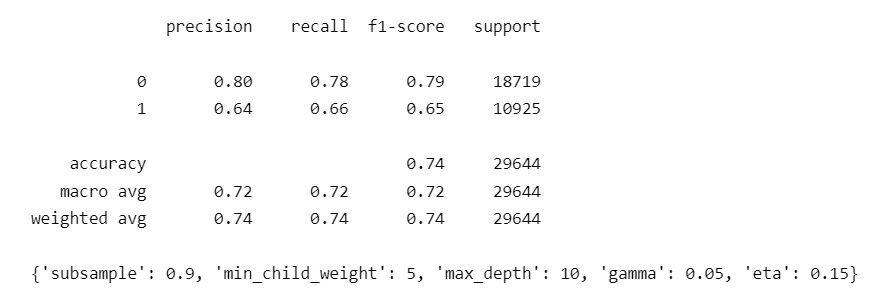 precision recall f1-score support
0 0.80 0.78 0.79 18719
1 0.64 0.66 0.65 10925
accuracy 0.74 29644
macro avg 0.72 0.72 0.72 29644
weighted avg 0.74 0.74 0.74 29644
{'subsample': 0.9, 'min_child_weight': 5, 'max_depth': 10, 'gamma': 0.05, 'eta': 0.15}